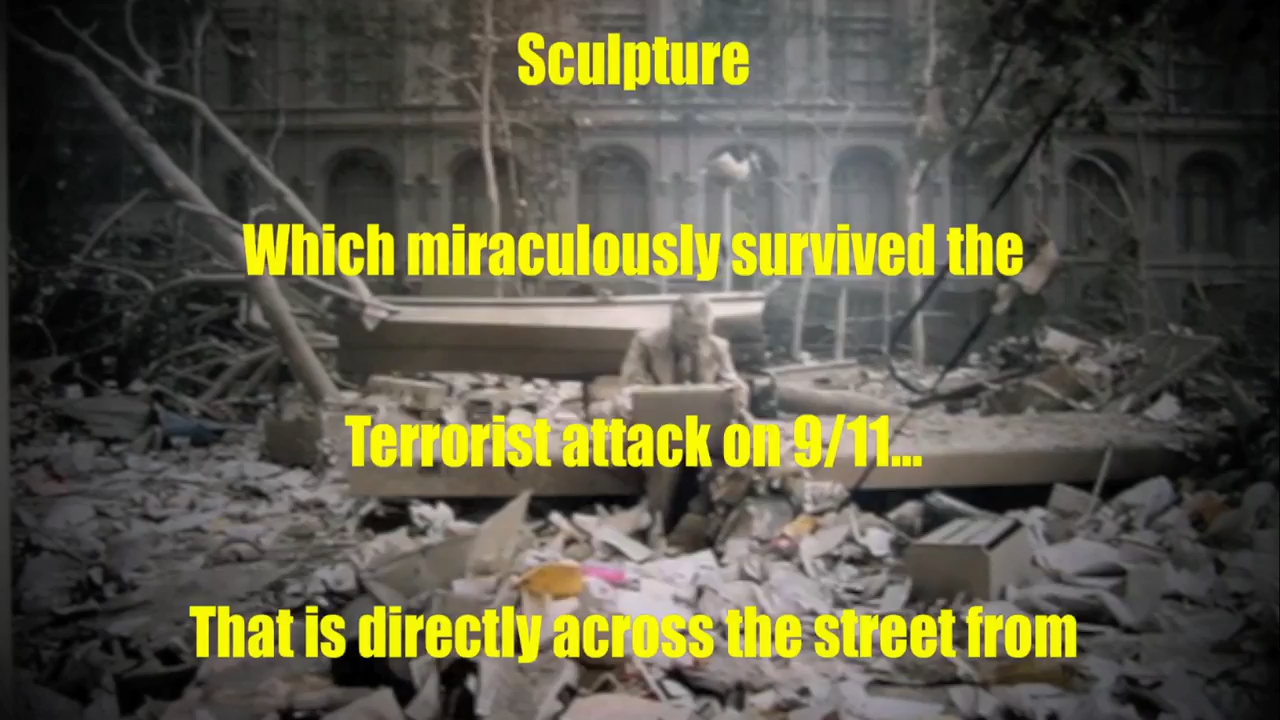 Sculpture
Which miraculously survived the
Terrorist attack on 9/11...
That is directly across the street from